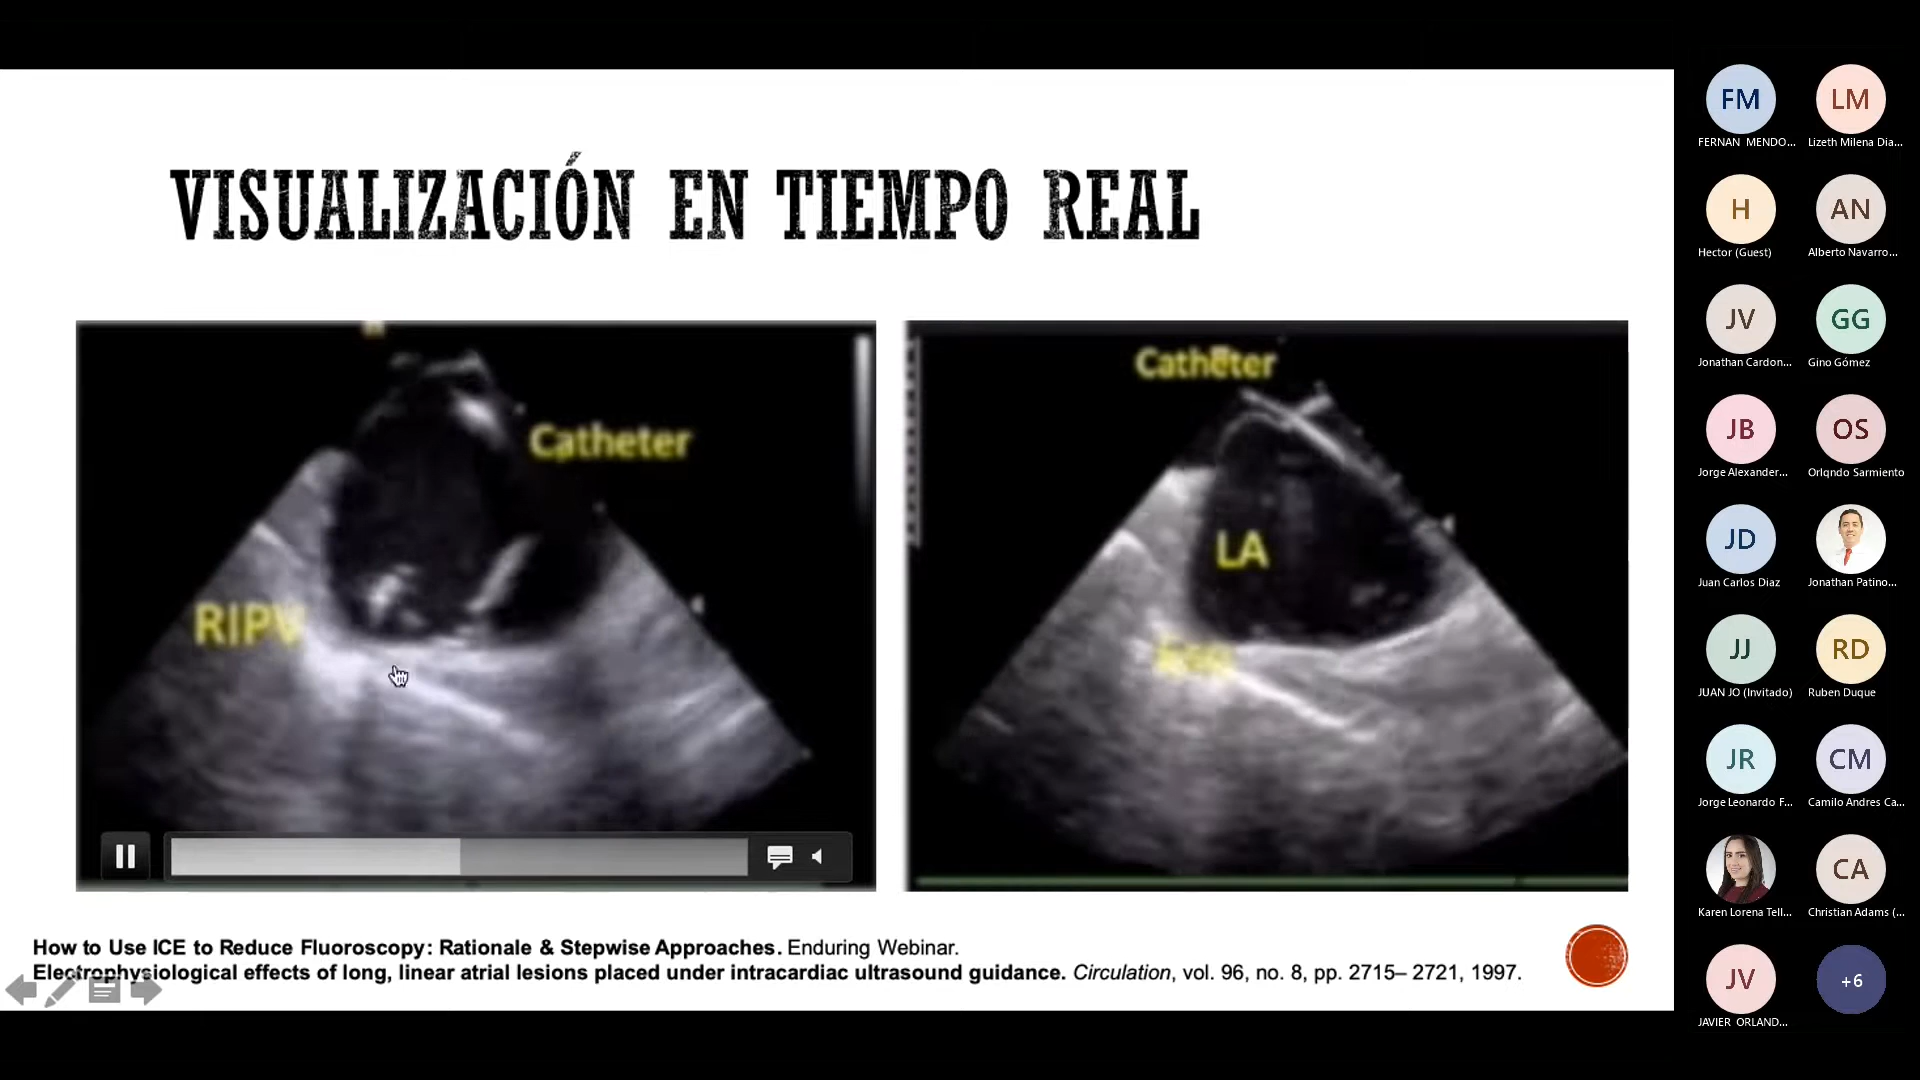 VISUALIZACIÓN EN TIEMPO REAL
Catheter
RIPV
Catheter
LA
How to Use ICE to Reduce Fluoroscopy: Rationale & Stepwise Approaches. Enduring Webinar.
Electrophysiological effects of long, linear atrial lesions placed under intracardiac ultrasound guidance. Circulation, vol. 96, no. 8, pp. 2715– 2721, 1997.
FM
FERNAN MENDO...
LM
Lizeth Milena Dia...
H
Hector (Guest)
AN
Alberto Navarro...
JV
Jonathan Cardon...
GG
Gino Gómez
JB
Jorge Alexander...
OS
Orlqndo Sarmiento
JD
Juan Carlos Diaz
Jonathan Patino...
JJ
JUAN JO (Invitado)
RD
Ruben Duque
JR
Jorge Leonardo F...
CM
Camilo Andres Ca...
Karen Lorena Tell...
CA
Christian Adams (...
JV
JAVIER ORLAND...
+6